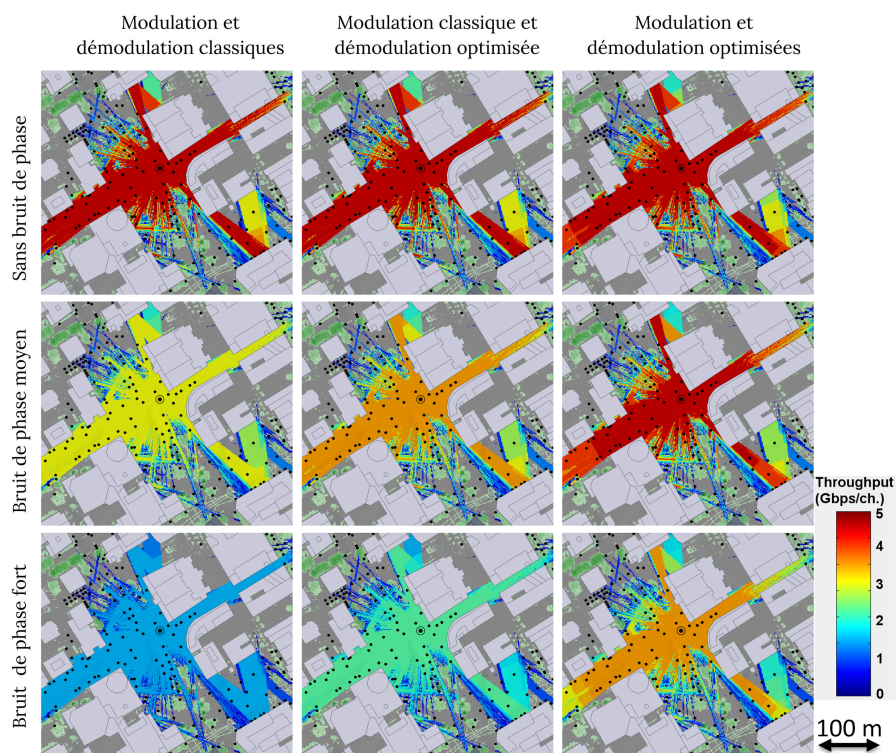 Modulation et
démodulation classiques
Modulation classique et
démodulation optimisée
Modulation et
démodulation optimisées
Sans bruit de phase
Bruit de phase moyen
Bruit de phase fort
Throughput
(Gbps/ch.)
5
4
3
2
1
0
100 m